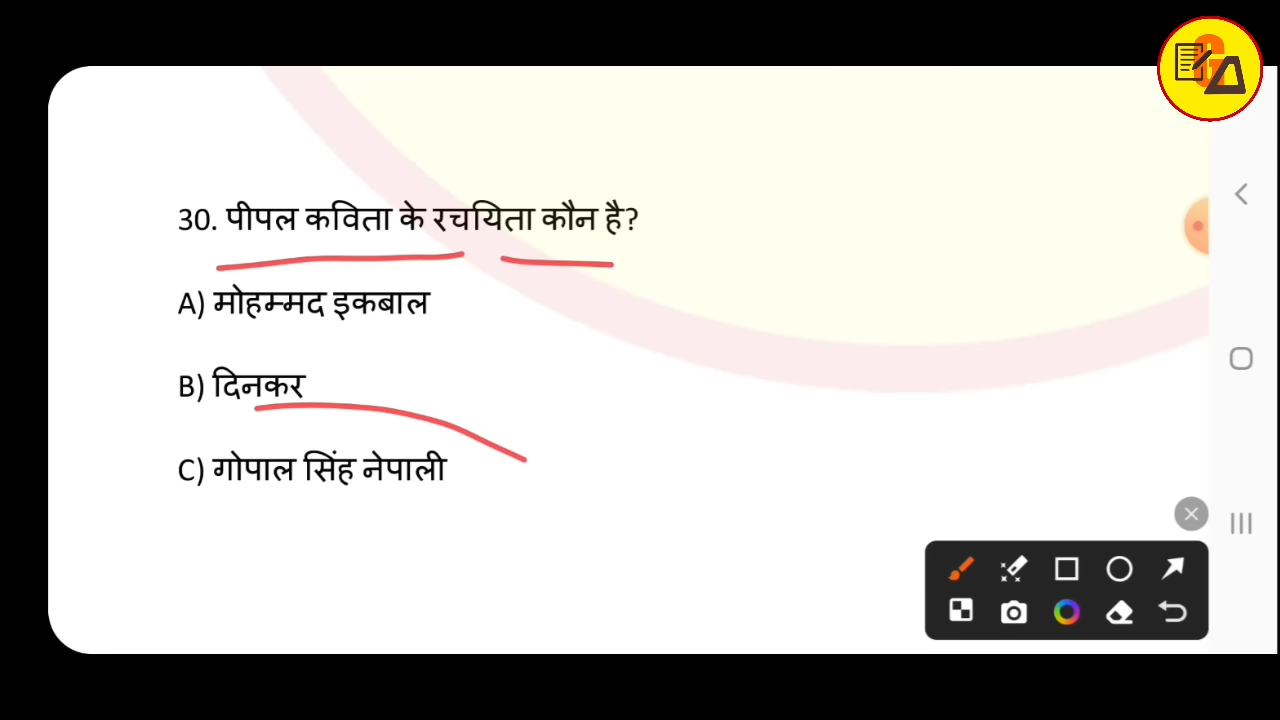 30. पीपल कविता के रचयिता कौन है?
A) मोहम्मद इकबाल
B) दिनकर
C) गोपाल सिंह नेपाली